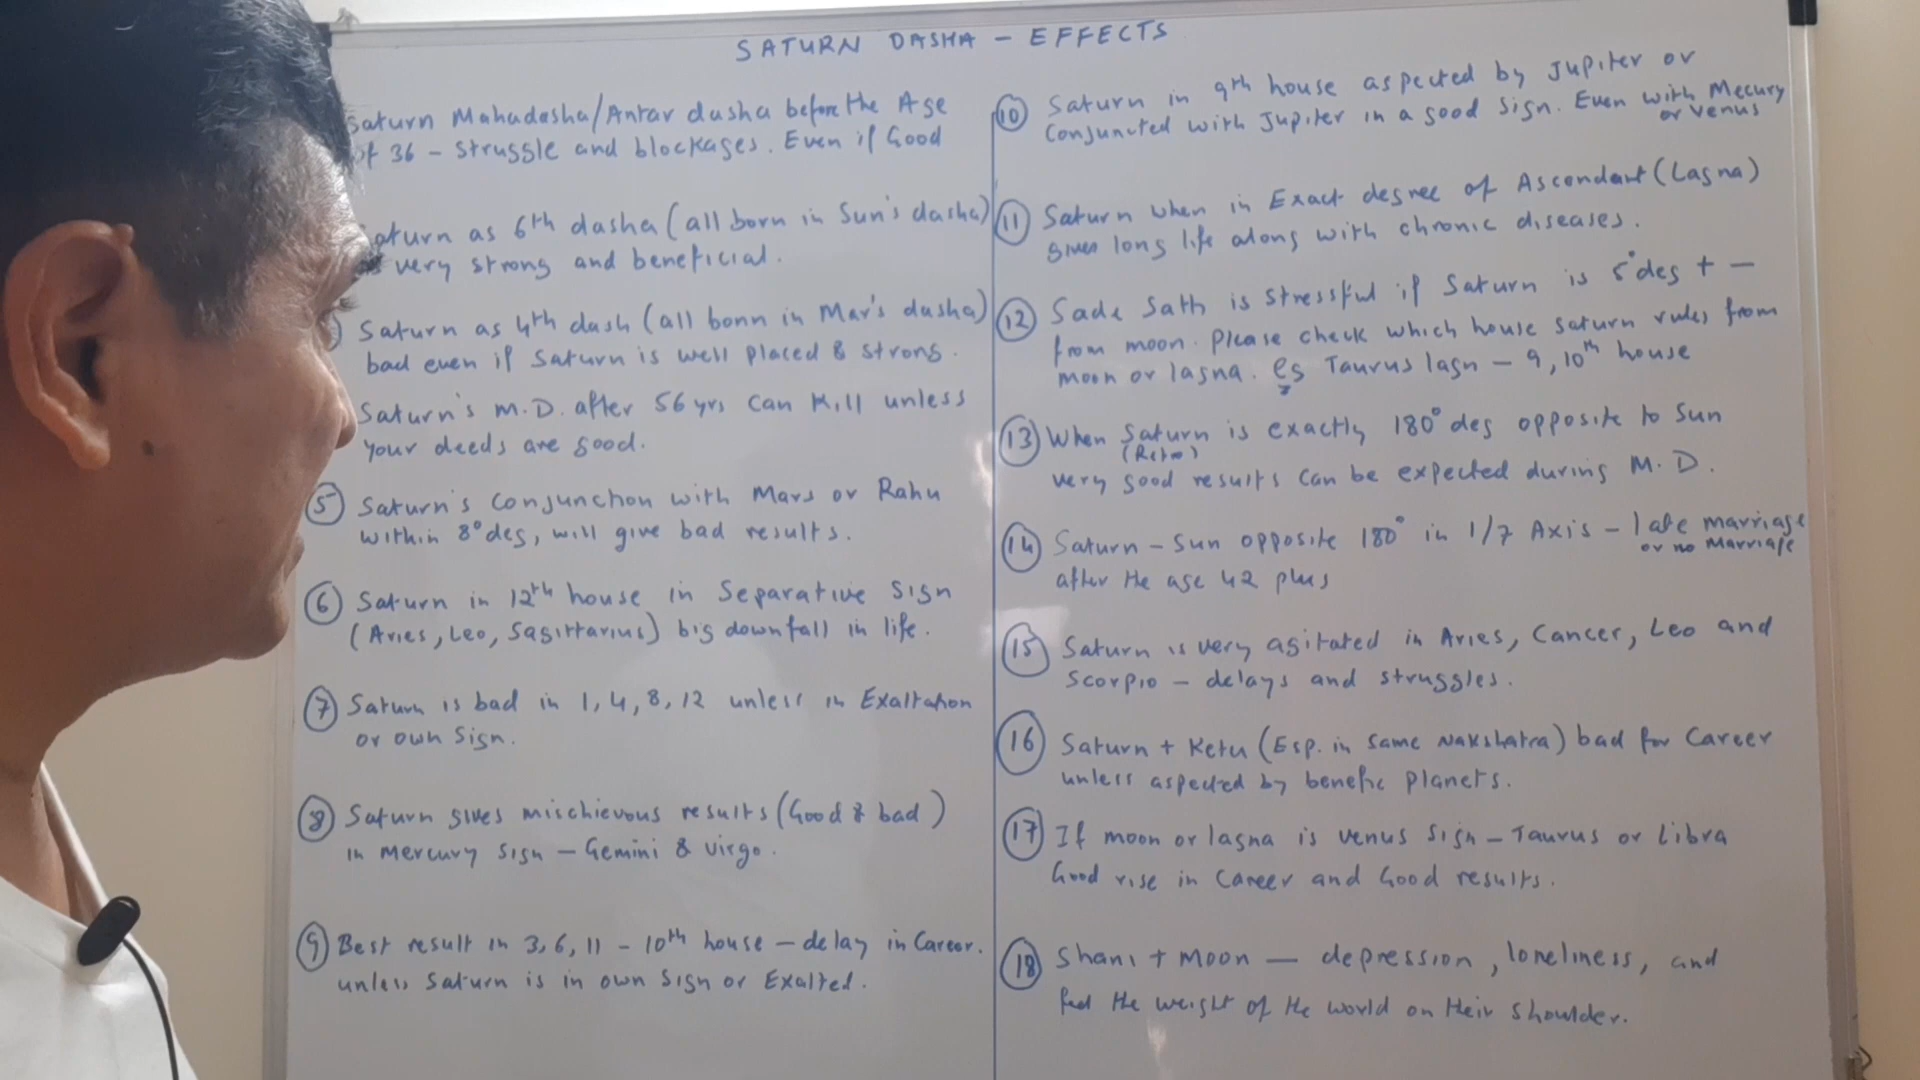 SATURN DASHA - EFFECTS
Saturn Mahadasha/Antar dasha before the Age
of 36 - Struggle and blockages. Even if Good
aturn as 6th dasha (all born in Sun's dasha)
very strong and beneficial.
Saturn as 4th dash (all bonn in Mar's dasha)
bad even if Saturn is well placed & strong.
Saturn's M.D. after 56 yrs can Kill unless
your deeds are good.
5 Saturn's conjunction with Mars or Rahu
within 8° deg, will give bad results.
6 Saturn in 12th house in Separative Sign
(Aries, Leo, Sagittarius) big downfall in life.
7 Saturn is bad in 1, 4, 8, 12 unless in Exaltation
or own Sign.
8 Saturn gives mischievous results (Good & bad)
in Mercury Sign - Gemini & virgo.
9 Best result in 3, 6, 11 - 10th house - delay in Career.
unless Saturn is in own Sign or Exalted.
10 Saturn in 9th house aspected by Jupiter or
Conjuncted with Jupiter in a good Sign. Even with Mecury
or Venus
11 Saturn when in Exact degree of Ascendant (Lagna)
gives long life along with chronic diseases.
12 Sade Sath is stressful if Saturn is 5° deg + -
from moon. Please check which house Saturn rules from
moon or lagna. eg Taurus lagn - 9, 10th house
13 When Saturn is exactly 180° deg opposite to Sun
(Retro)
very good results can be expected during M.D.
14 Saturn - Sun opposite 180° in 1/7 Axis - late marriage
or no Marriage
after the age 42 plus
15 Saturn is very agitated in Aries, Cancer, Leo and
Scorpio - delays and struggles.
16 Saturn + Ketu (Esp. in same Nakshatra) bad for Career
unless aspected by benefic planets.
17 If moon or lagna is Venus Sign - Taurus or Libra
Good rise in Career and Good results.
18 Shani + Moon - depression, loneliness, and
feel the weight of the world on their shoulder.